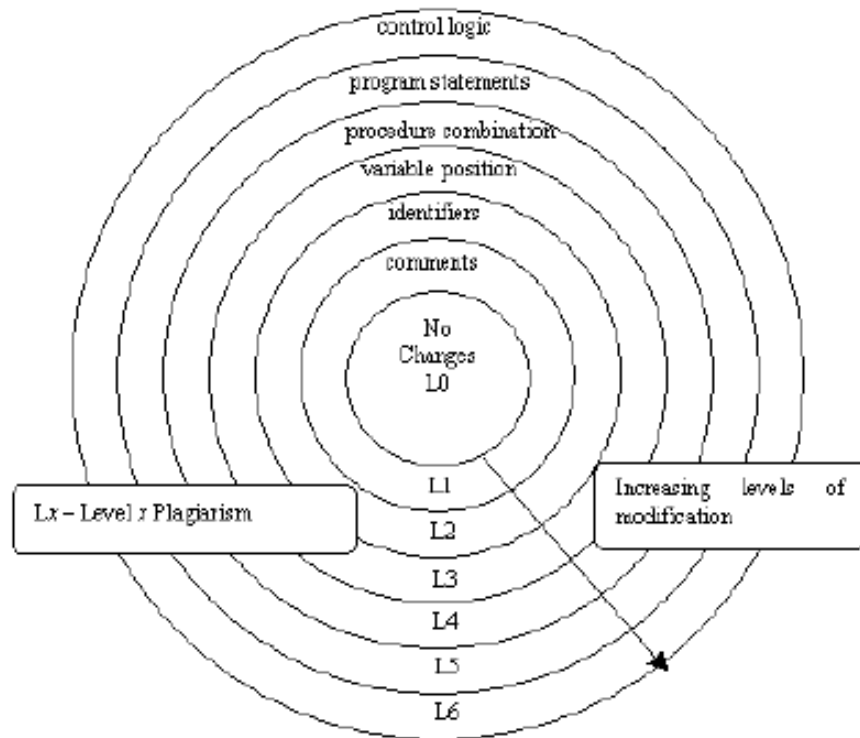 control logic
program statements
procedure combination
variable position
identifiers
comments
No
Changes
L0
L1
Lx – Level x Plagiarism
Increasing levels of
modification
L2
L3
L4
L5
L6